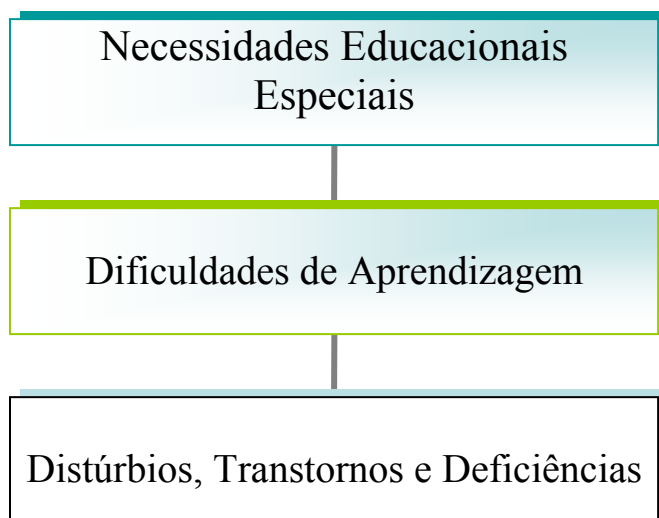 Necessidades Educacionais
Especiais
Dificuldades de Aprendizagem
Distúrbios, Transtornos e Deficiências